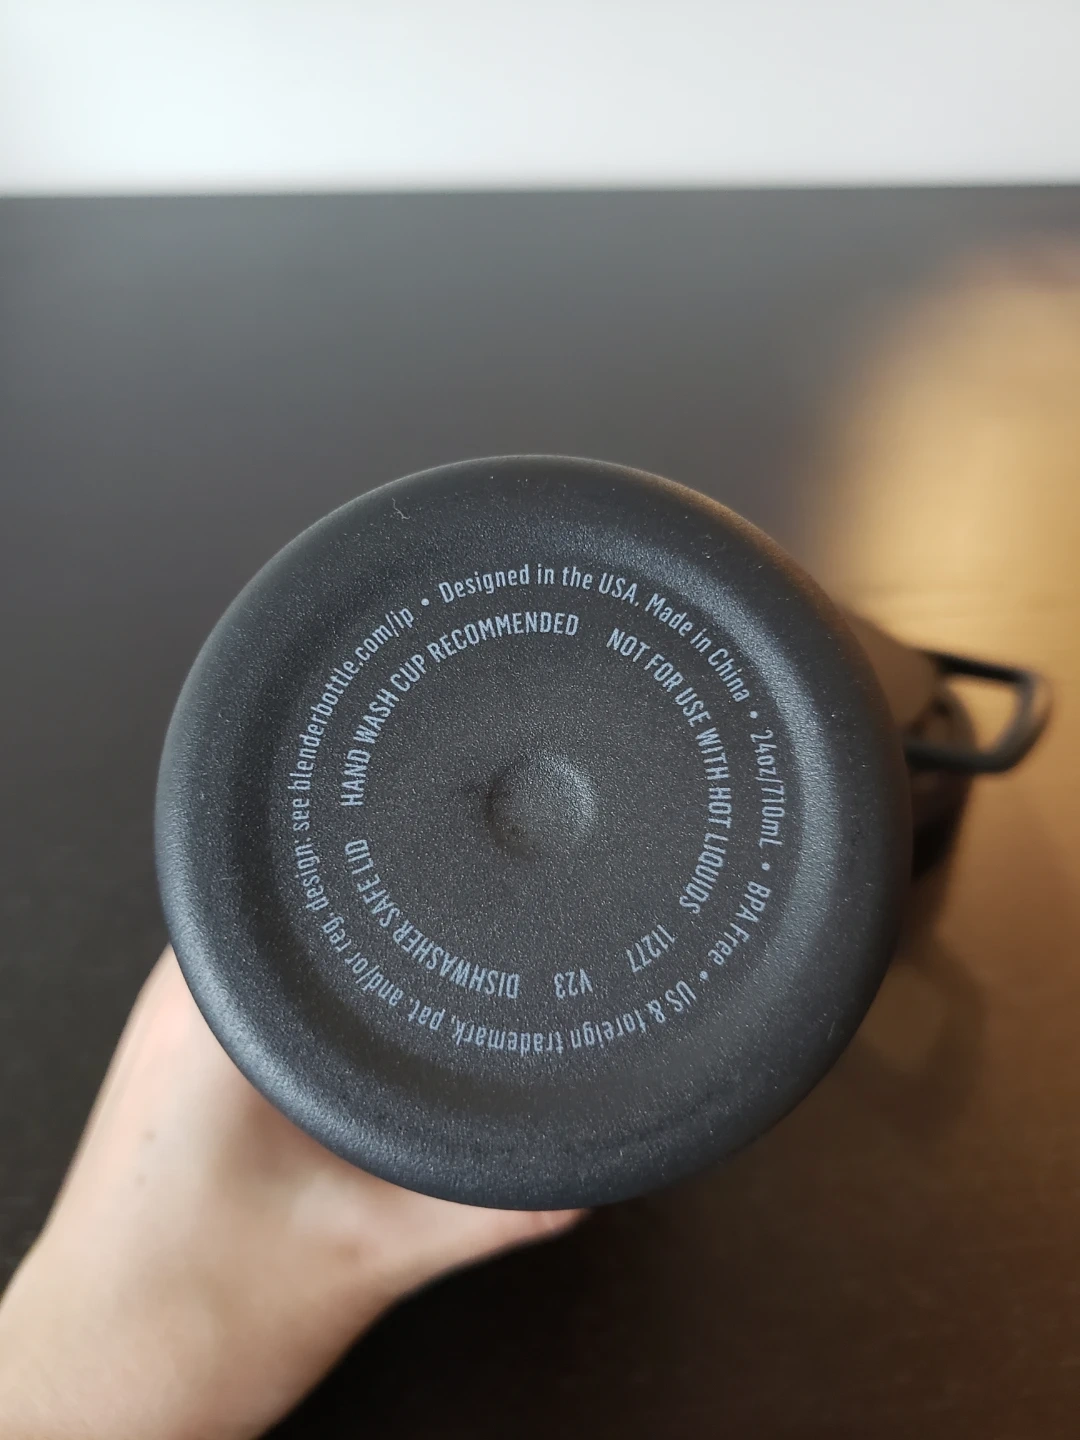 Designed in the USA. Made in China • 24oz/710mL • BPA Free • US & foreign trademark, pat. and/or reg. design: see blenderbottle.com/ip •
HAND WASH CUP RECOMMENDED NOT FOR USE WITH HOT LIQUIDS 11277 V23 DISHWASHER SAFE LID